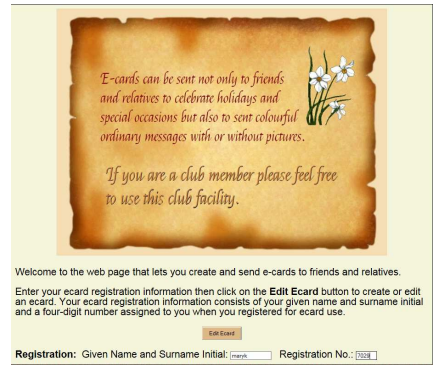 E-cards can be sent not only to friends
and relatives to celebrate holidays and
special occasions but also to sent colourful
ordinary messages with or without pictures.
If you are a club member please feel free
to use this club facility.
Welcome to the web page that lets you create and send e-cards to friends and relatives.
Enter your ecard registration information then click on the Edit Ecard button to create or edit
an ecard. Your ecard registration information consists of your given name and surname initial
and a four-digit number assigned to you when you registered for ecard use.
Edit Ecard
Registration: Given Name and Surname Initial: maryk Registration No.: 7029